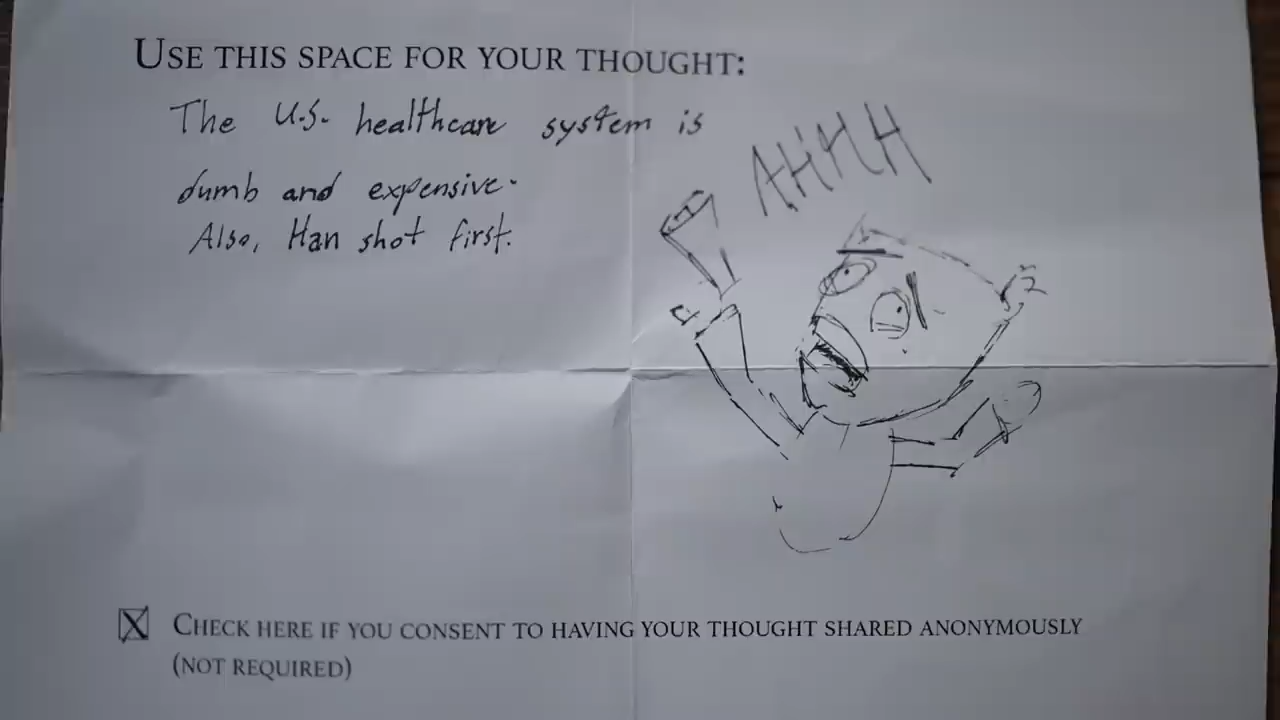 USE THIS SPACE FOR YOUR THOUGHT:
The U.S. healthcare system is
dumb and expensive.
Also, Han shot first.
AHHH
CHECK HERE IF YOU CONSENT TO HAVING YOUR THOUGHT SHARED ANONYMOUSLY
(NOT REQUIRED)